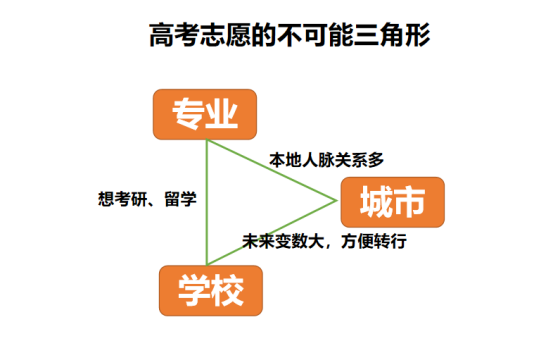 高考志愿的不可能三角形
专业
本地人脉关系多
想考研、留学
城市
未来变数大，方便转行
学校